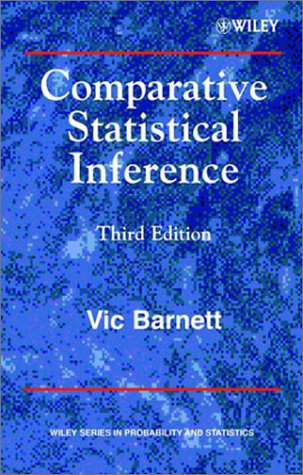 WILEY
Comparative
Statistical
Inference
Third Edition
Vic Barnett
WILEY SERIES IN PROBABILITY AND STATISTICS